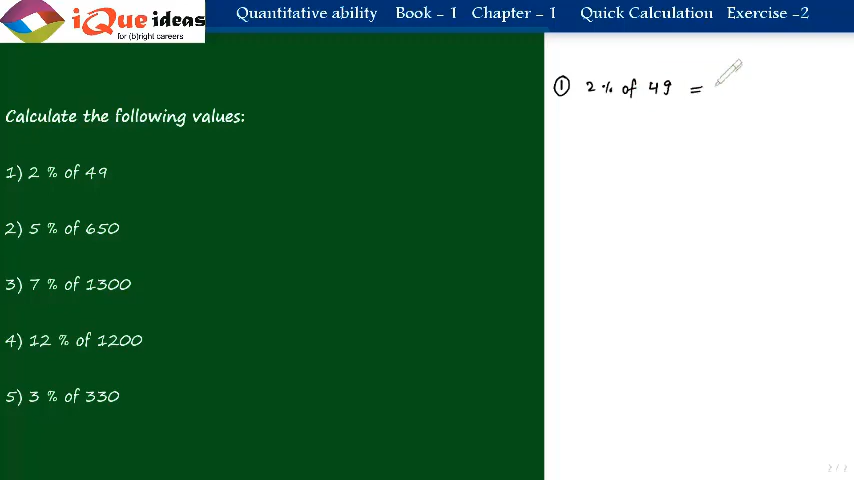 iQue ideas
for (b)right careers
Quantitative ability Book - 1 Chapter - 1 Quick Calculation Exercise -2
Calculate the following values:
1) 2 % of 49
2) 5 % of 650
3) 7 % of 1300
4) 12 % of 1200
5) 3 % of 330
① 2 % of 49 =
2 / 7